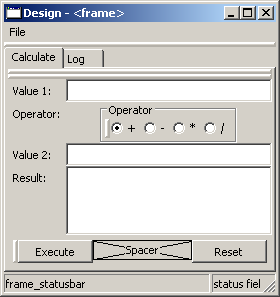 Design - <frame>
File
Calculate Log
Value 1:
Operator: Operator
+ - * /
Value 2:
Result:
Execute Spacer Reset
frame_statusbar status fiel